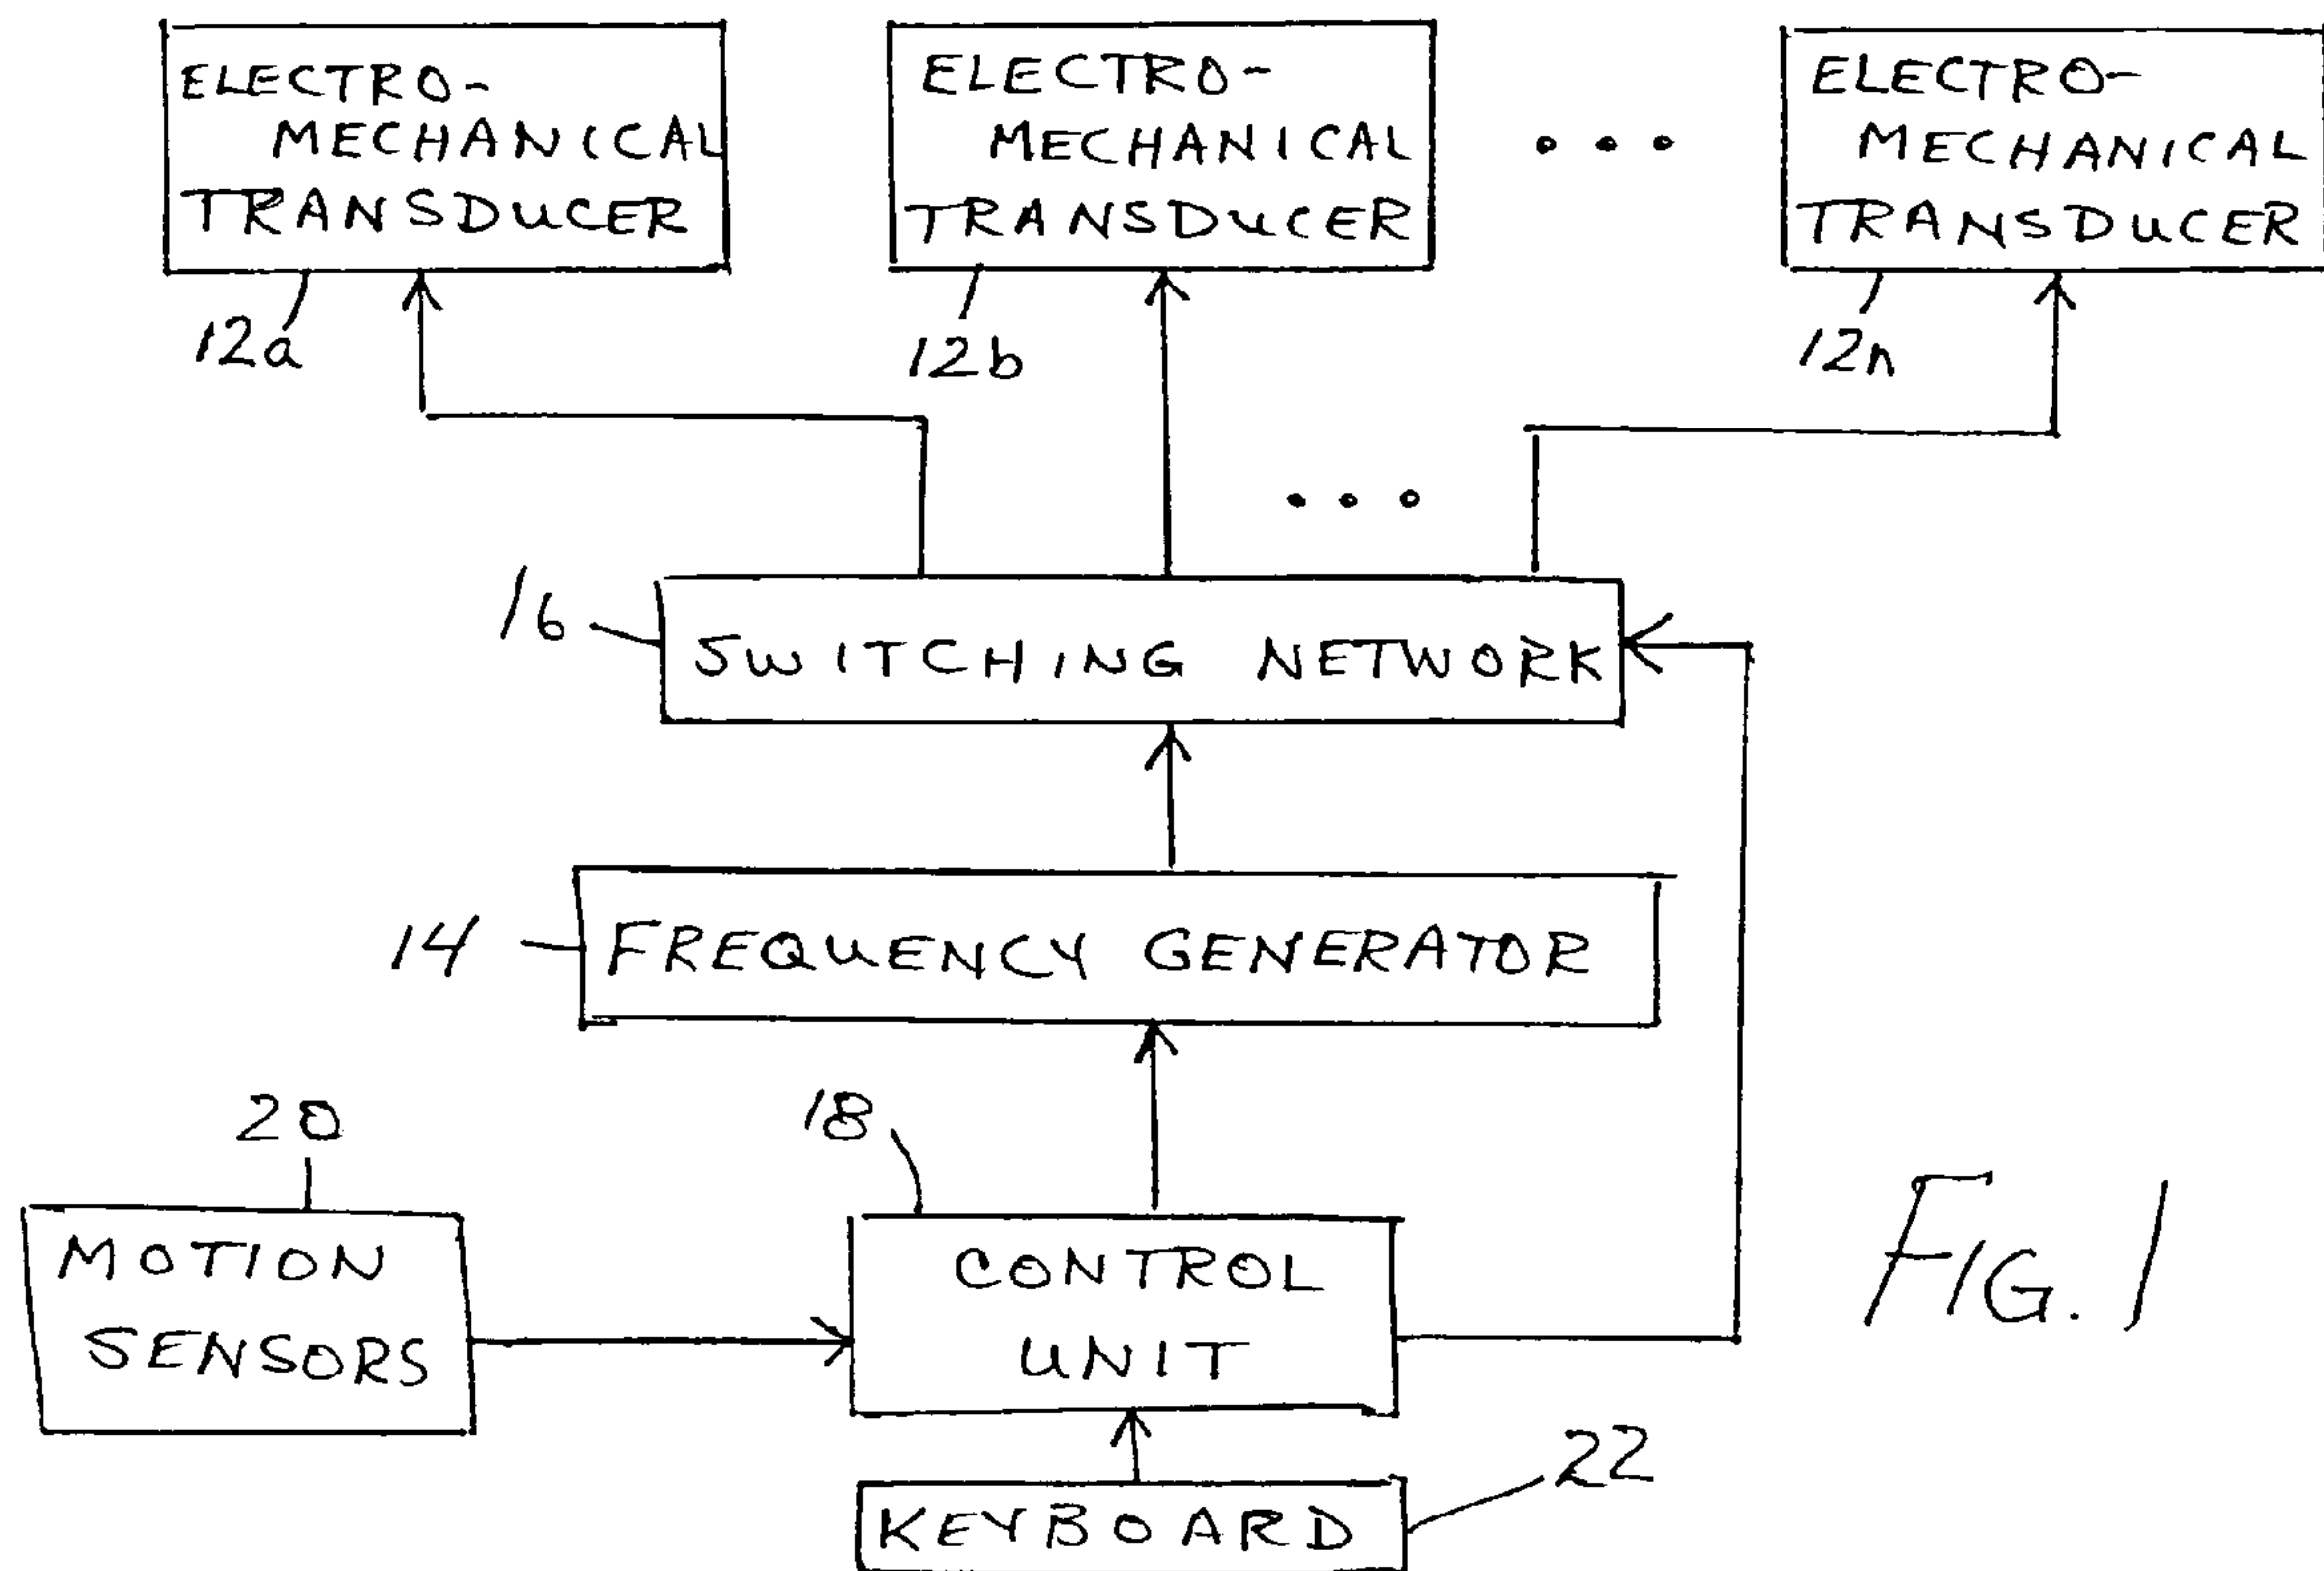 ELECTRO-
MECHANICAL
TRANSDUCER
ELECTRO-
MECHANICAL
TRANSDUCER
ELECTRO-
MECHANICAL
TRANSDUCER
12a
12b
12n
16
SWITCHING NETWORK
14
FREQUENCY GENERATOR
20
18
MOTION
SENSORS
CONTROL
UNIT
FIG. 1
22
KEYBOARD